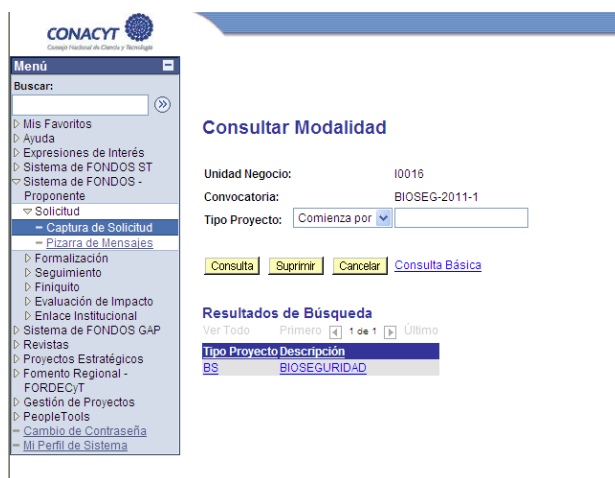 CONACYT
Consejo Nacional de Ciencia y Tecnología
Menú
Buscar:
Mis Favoritos
Ayuda
Expresiones de Interés
Sistema de FONDOS ST
Sistema de FONDOS -
Proponente
Solicitud
Captura de Solicitud
Pizarra de Mensajes
Formalización
Seguimiento
Finiquito
Evaluación de Impacto
Enlace Institucional
Sistema de FONDOS GAP
Revistas
Proyectos Estratégicos
Fomento Regional -
FORDECyT
Gestión de Proyectos
PeopleTools
Cambio de Contraseña
Mi Perfil de Sistema
Consultar Modalidad
Unidad Negocio: I0016
Convocatoria: BIOSEG-2011-1
Tipo Proyecto: Comienza por
Consulta Suprimir Cancelar Consulta Básica
Resultados de Búsqueda
Ver Todo Primero 1 de 1 Último
Tipo Proyecto Descripción
BS BIOSEGURIDAD